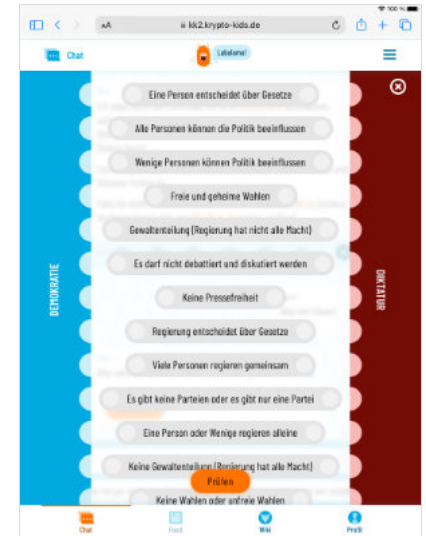 100 %
AA
kk2.krypto-kids.de
Chat
DEMOKRATIE
DIKTATUR
Eine Person entscheidet über Gesetze
Alle Personen können die Politik beeinflussen
Wenige Personen können Politik beeinflussen
Freie und geheime Wahlen
Gewaltenteilung (Regierung hat nicht alle Macht)
Es darf nicht debattiert und diskutiert werden
Keine Pressefreiheit
Regierung entscheidet über Gesetze
Viele Personen regieren gemeinsam
Es gibt keine Parteien oder es gibt nur eine Partei
Eine Person oder Wenige regieren alleine
Keine Gewaltenteilung (Regierung hat alle Macht)
Prüfen
Keine Wahlen oder unfreie Wahlen
Chat
Feed
Wiki
Profil